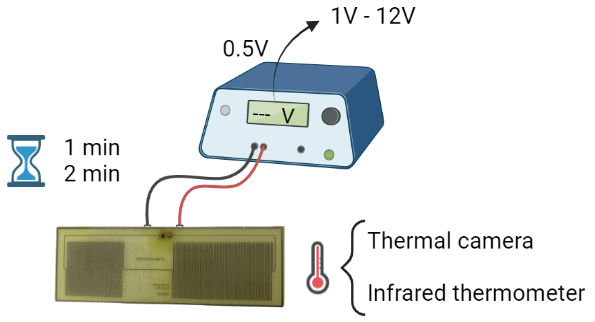 1V - 12V
0.5V
--- V
1 min
2 min
Thermal camera
Infrared thermometer